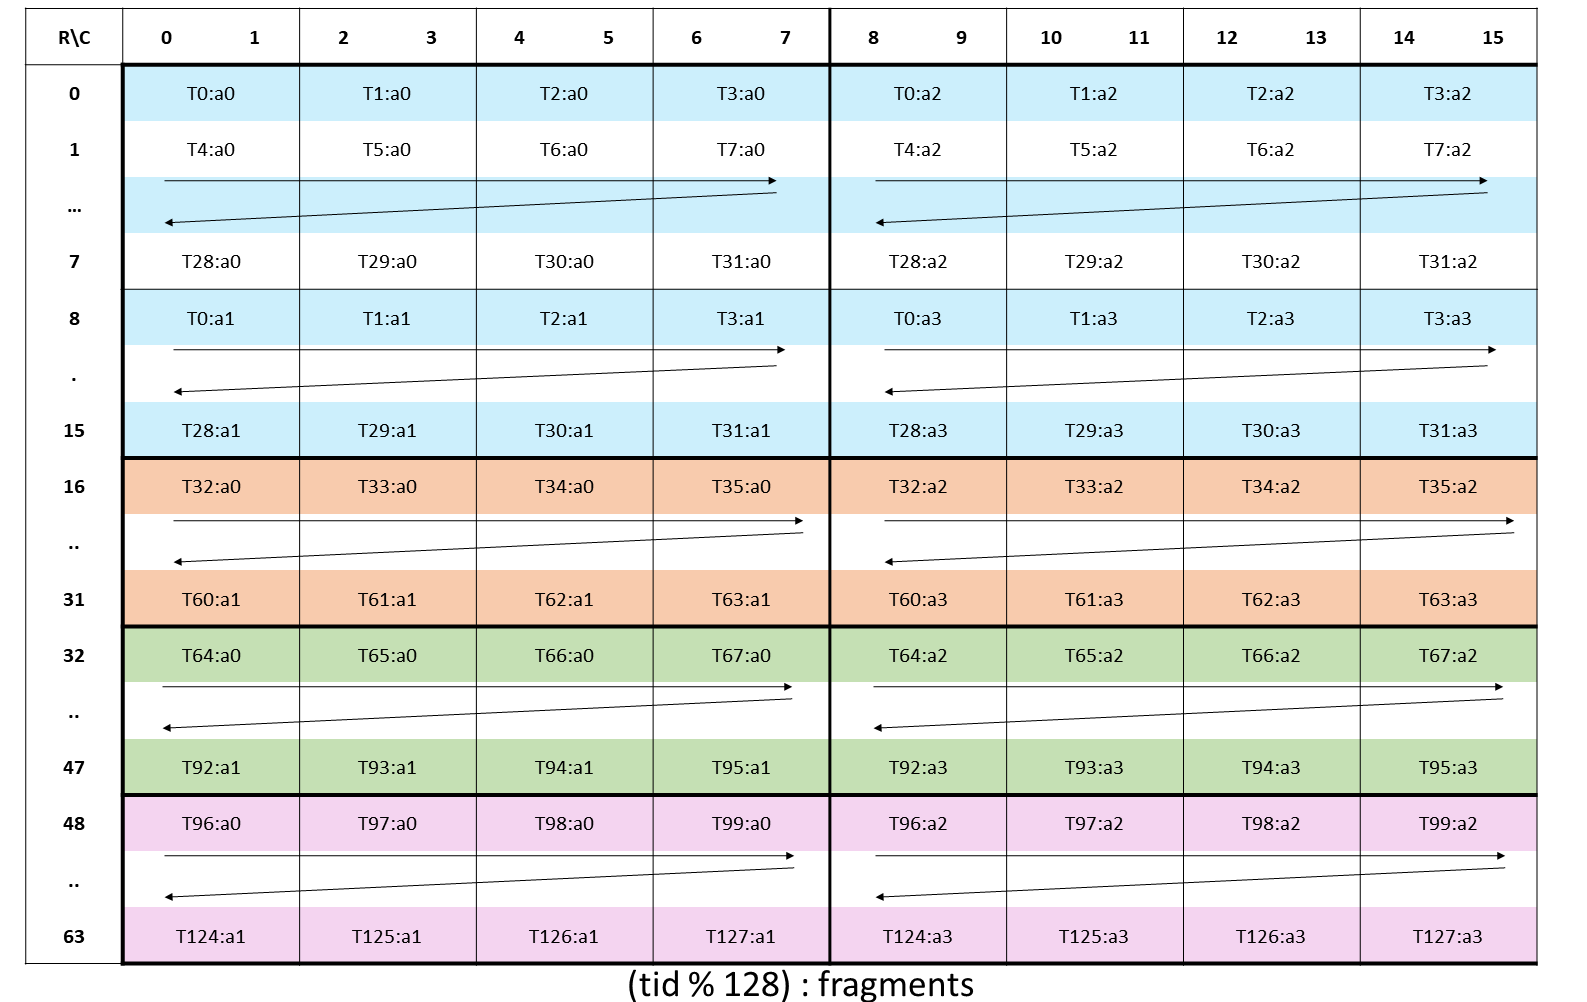 R\C 0 1 2 3 4 5 6 7 8 9 10 11 12 13 14 15
0 T0:a0 T1:a0 T2:a0 T3:a0 T0:a2 T1:a2 T2:a2 T3:a2
1 T4:a0 T5:a0 T6:a0 T7:a0 T4:a2 T5:a2 T6:a2 T7:a2
...
7 T28:a0 T29:a0 T30:a0 T31:a0 T28:a2 T29:a2 T30:a2 T31:a2
8 T0:a1 T1:a1 T2:a1 T3:a1 T0:a3 T1:a3 T2:a3 T3:a3
.
15 T28:a1 T29:a1 T30:a1 T31:a1 T28:a3 T29:a3 T30:a3 T31:a3
16 T32:a0 T33:a0 T34:a0 T35:a0 T32:a2 T33:a2 T34:a2 T35:a2
..
31 T60:a1 T61:a1 T62:a1 T63:a1 T60:a3 T61:a3 T62:a3 T63:a3
32 T64:a0 T65:a0 T66:a0 T67:a0 T64:a2 T65:a2 T66:a2 T67:a2
..
47 T92:a1 T93:a1 T94:a1 T95:a1 T92:a3 T93:a3 T94:a3 T95:a3
48 T96:a0 T97:a0 T98:a0 T99:a0 T96:a2 T97:a2 T98:a2 T99:a2
..
63 T124:a1 T125:a1 T126:a1 T127:a1 T124:a3 T125:a3 T126:a3 T127:a3
(tid % 128) : fragments